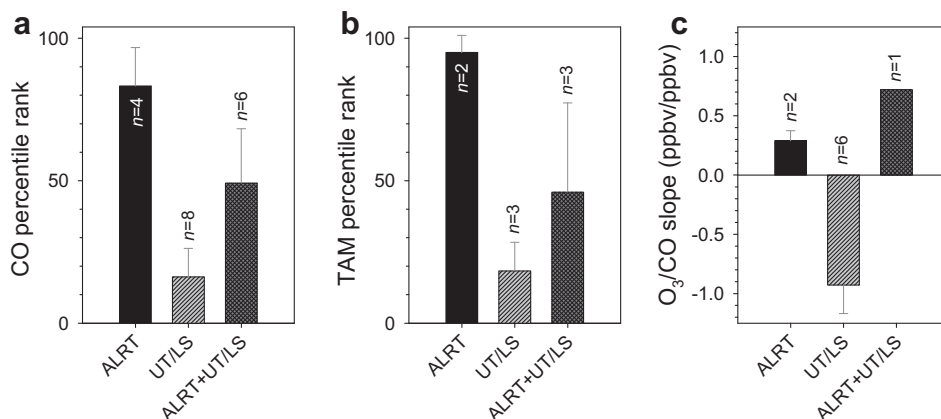 a
CO percentile rank
100
50
0
n=4
n=8
n=6
ALRT
UT/LS
ALRT+UT/LS
b
TAM percentile rank
100
50
0
n=2
n=3
n=3
ALRT
UT/LS
ALRT+UT/LS
c
O₃/CO slope (ppbv/ppbv)
1.0
0.5
0.0
-0.5
-1.0
n=2
n=6
n=1
ALRT
UT/LS
ALRT+UT/LS